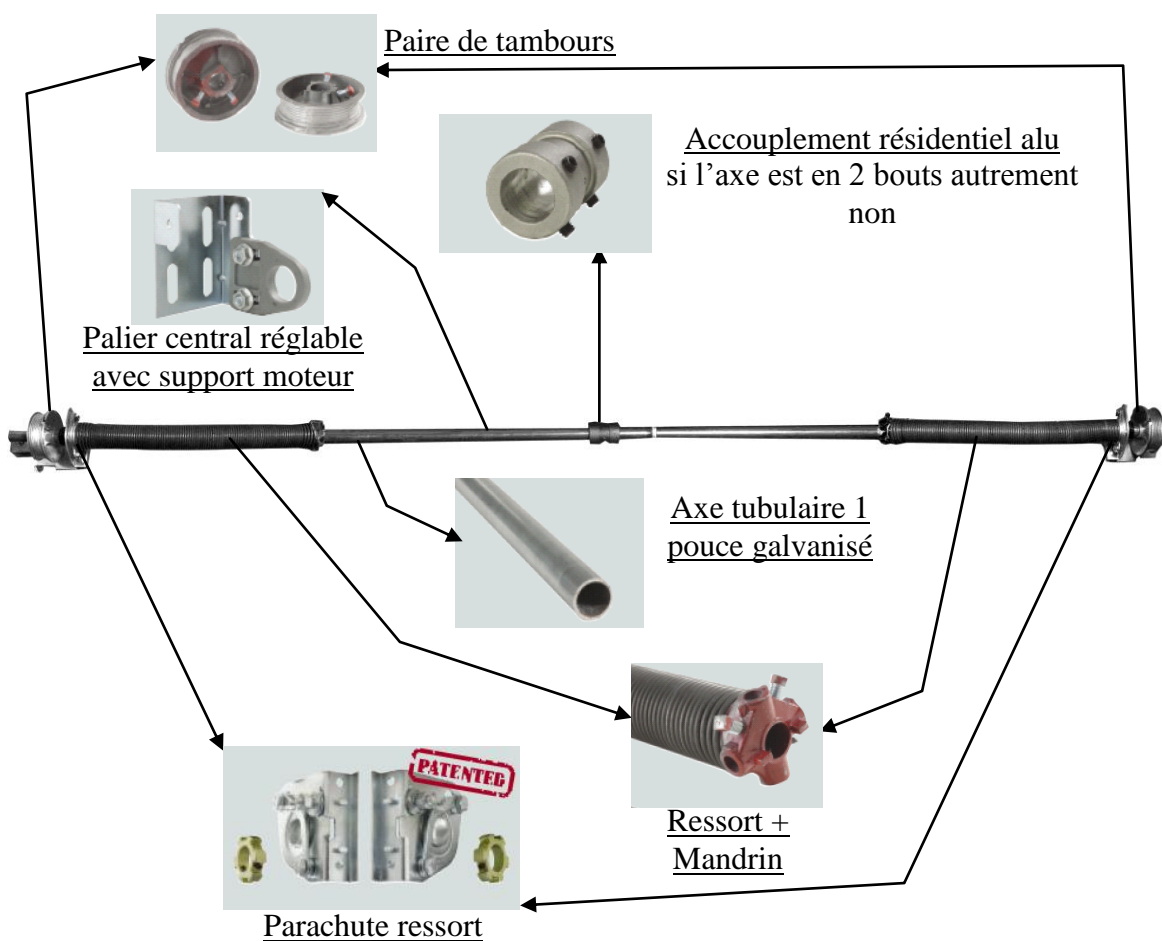 Paire de tambours
Accouplement résidentiel alu
si l’axe est en 2 bouts autrement
non
Palier central réglable
avec support moteur
Axe tubulaire 1
pouce galvanisé
PATENTED
Ressort +
Mandrin
Parachute ressort